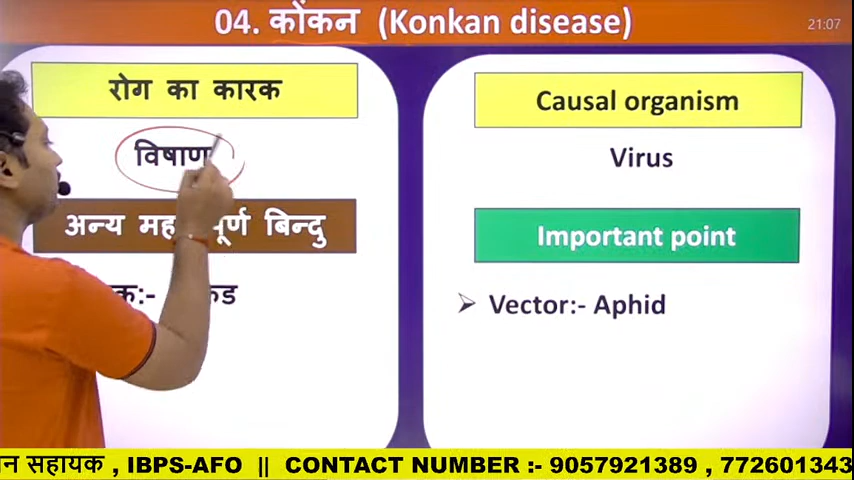 04. कोंकन (Konkan disease)
21:07
रोग का कारक
विषाणु
अन्य बिन्दु
Causal organism
Virus
Important point
➤ Vector:- Aphid
सहायक , IBPS-AFO || CONTACT NUMBER :- 9057921389 , 772601343